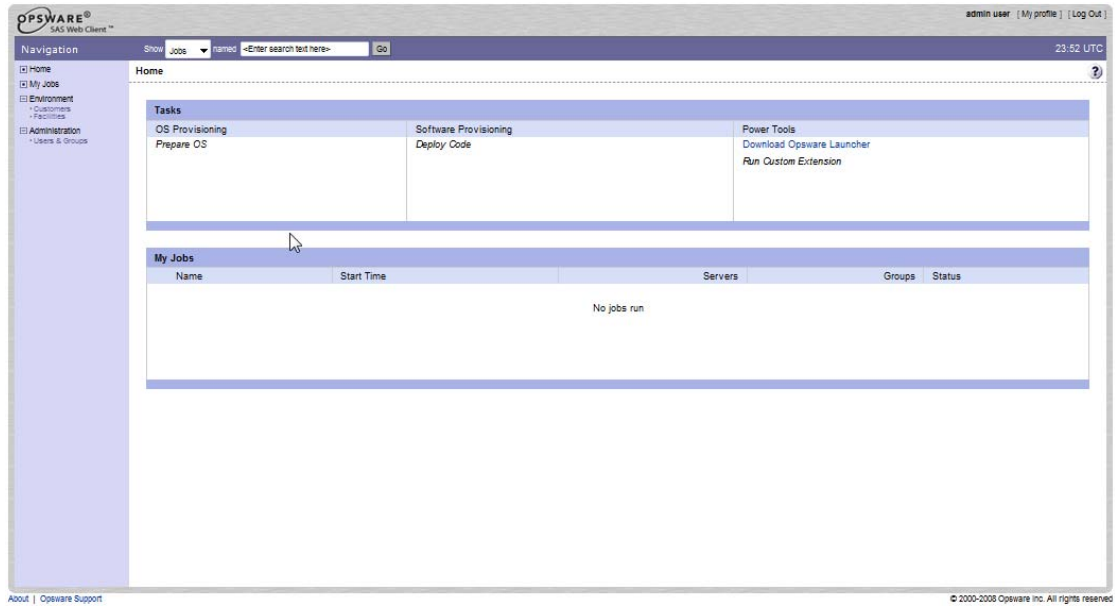 OPSWARE®
SAS Web Client™
admin user [ My profile ] [ Log Out ]
Navigation
Show Jobs named <Enter search text here> Go
23:52 UTC
Home
My Jobs
Environment
Customers
Facilities
Administration
Users & Groups
Home
?
Tasks
OS Provisioning Software Provisioning Power Tools
Prepare OS Deploy Code Download Opsware Launcher
Run Custom Extension
My Jobs
Name Start Time Servers Groups Status
No jobs run
About | Opsware Support
© 2000-2008 Opsware Inc. All rights reserved